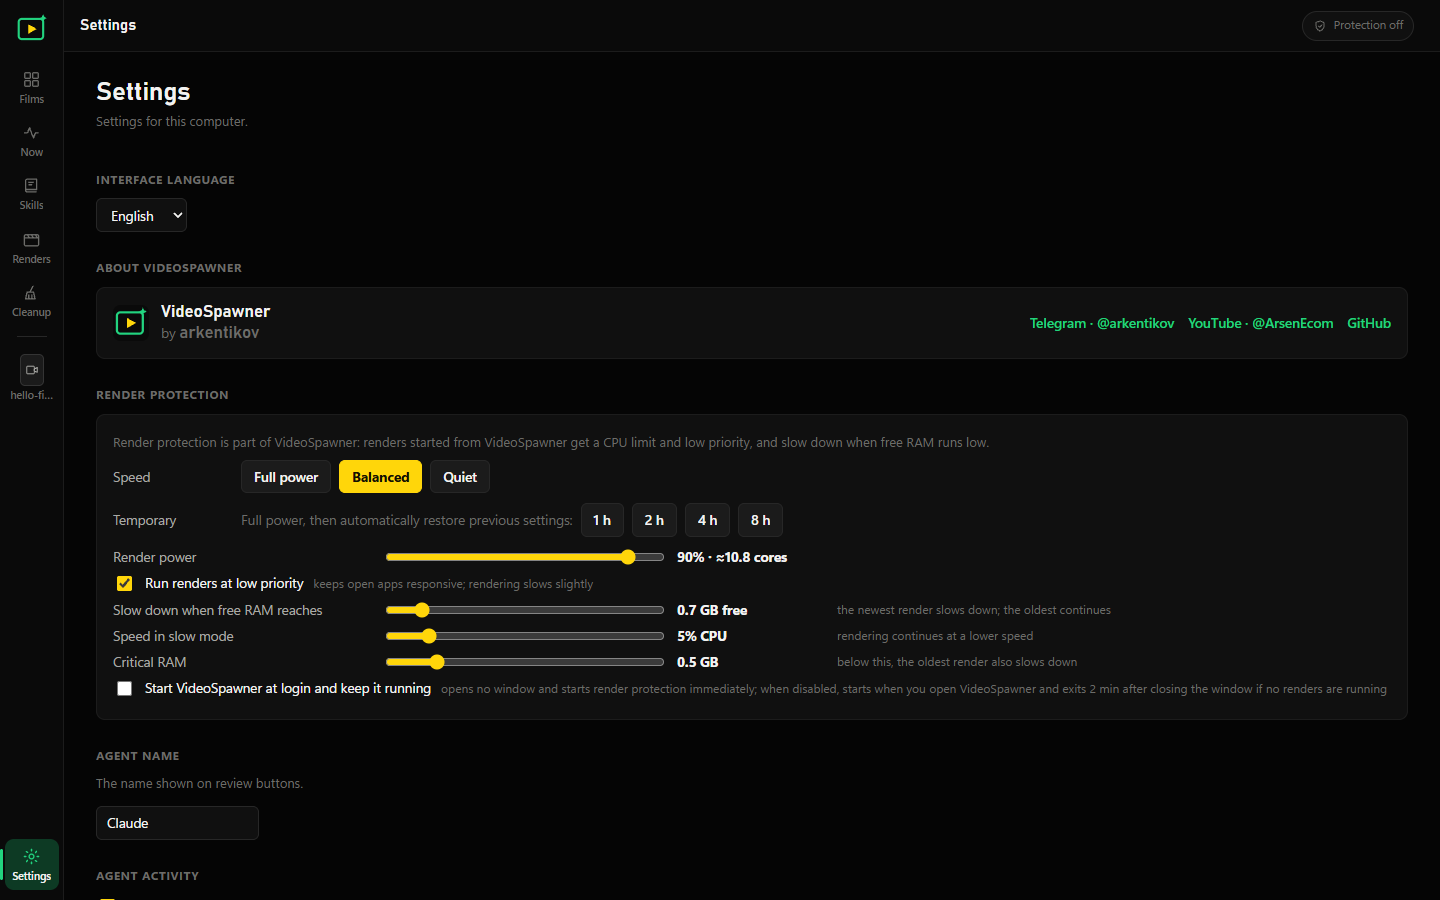 Settings
Protection off
Films
Now
Skills
Renders
Cleanup
hello-fi...
Settings
Settings
Settings for this computer.
INTERFACE LANGUAGE
English
ABOUT VIDEOSPAWNER
VideoSpawner
by arkentikov
Telegram · @arkentikov YouTube · @ArsenEcom GitHub
RENDER PROTECTION
Render protection is part of VideoSpawner: renders started from VideoSpawner get a CPU limit and low priority, and slow down when free RAM runs low.
Speed Full power Balanced Quiet
Temporary Full power, then automatically restore previous settings: 1 h 2 h 4 h 8 h
Render power 90% · ≈10.8 cores
Run renders at low priority keeps open apps responsive; rendering slows slightly
Slow down when free RAM reaches 0.7 GB free the newest render slows down; the oldest continues
Speed in slow mode 5% CPU rendering continues at a lower speed
Critical RAM 0.5 GB below this, the oldest render also slows down
Start VideoSpawner at login and keep it running opens no window and starts render protection immediately; when disabled, starts when you open VideoSpawner and exits 2 min after closing the window if no renders are running
AGENT NAME
The name shown on review buttons.
Claude
AGENT ACTIVITY